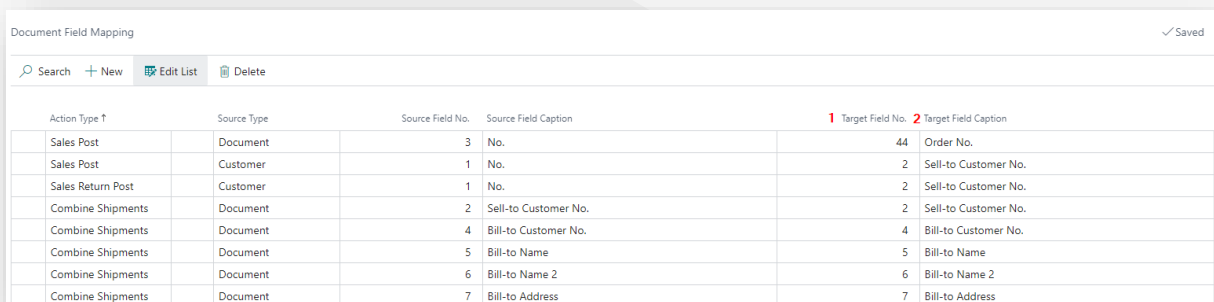 Document Field Mapping Saved
Search New Edit List Delete
Action Type ↑ Source Type Source Field No. Source Field Caption 1 Target Field No. 2 Target Field Caption
Sales Post Document 3 No. 44 Order No.
Sales Post Customer 1 No. 2 Sell-to Customer No.
Sales Return Post Customer 1 No. 2 Sell-to Customer No.
Combine Shipments Document 2 Sell-to Customer No. 2 Sell-to Customer No.
Combine Shipments Document 4 Bill-to Customer No. 4 Bill-to Customer No.
Combine Shipments Document 5 Bill-to Name 5 Bill-to Name
Combine Shipments Document 6 Bill-to Name 2 6 Bill-to Name 2
Combine Shipments Document 7 Bill-to Address 7 Bill-to Address